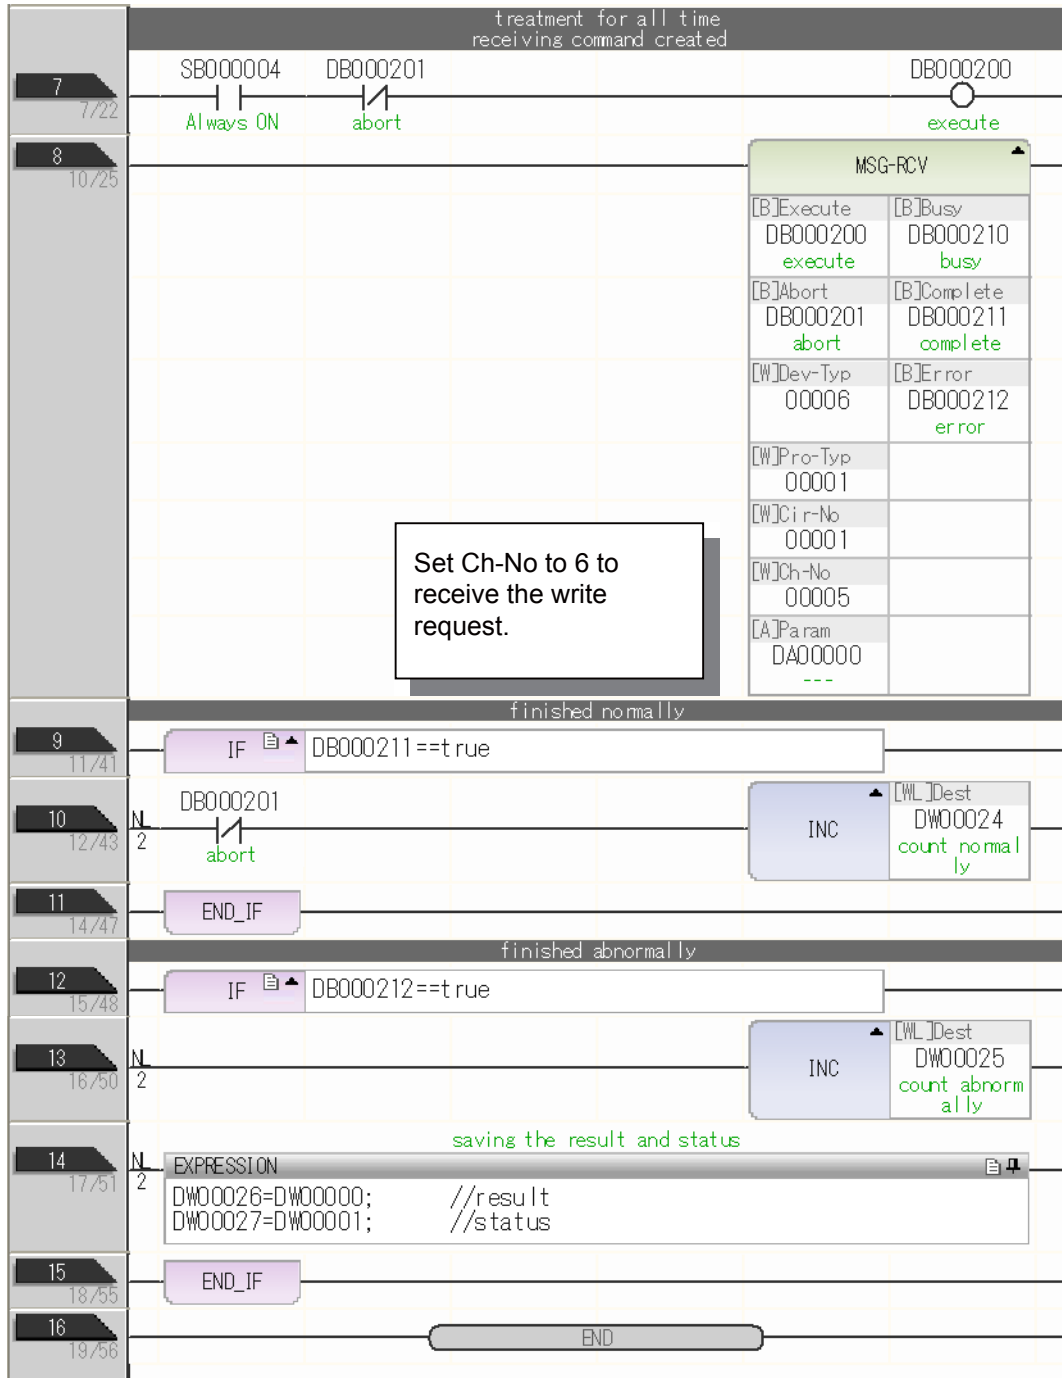 treatment for all time
receiving command created
7
7/22
SB000004
DB000201
DB000200
Always ON
abort
execute
8
10/25
MSG-RCV
[B]Execute
[B]Busy
DB000200
DB000210
execute
busy
[B]Abort
[B]Complete
DB000201
DB000211
abort
complete
[W]Dev-Typ
[B]Error
00006
DB000212
error
[W]Pro-Typ
00001
[W]Cir-No
00001
[W]Ch-No
00005
[A]Param
DA00000
---
Set Ch-No to 6 to
receive the write
request.
finished normally
9
11/41
IF
DB000211==true
10
12/43
NL
2
DB000201
abort
INC
[WL]Dest
DW00024
count normal
ly
11
14/47
END_IF
finished abnormally
12
15/48
IF
DB000212==true
13
16/50
NL
2
INC
[WL]Dest
DW00025
count abnorm
ally
saving the result and status
14
17/51
NL
2
EXPRESSION
DW00026=DW00000; //result
DW00027=DW00001; //status
15
18/55
END_IF
16
19/56
END